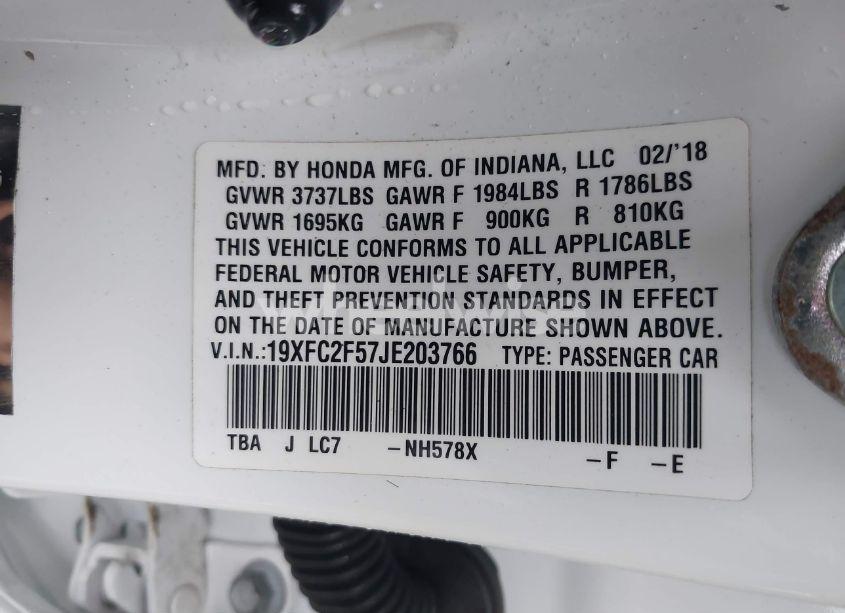 MFD. BY HONDA MFG. OF INDIANA, LLC 02/'18
GVWR 3737LBS GAWR F 1984LBS R 1786LBS
GVWR 1695KG GAWR F 900KG R 810KG
THIS VEHICLE CONFORMS TO ALL APPLICABLE
FEDERAL MOTOR VEHICLE SAFETY, BUMPER,
AND THEFT PREVENTION STANDARDS IN EFFECT
ON THE DATE OF MANUFACTURE SHOWN ABOVE.
V.I.N.:19XFC2F57JE203766 TYPE: PASSENGER CAR
TBA J LC7 -NH578X -F -E